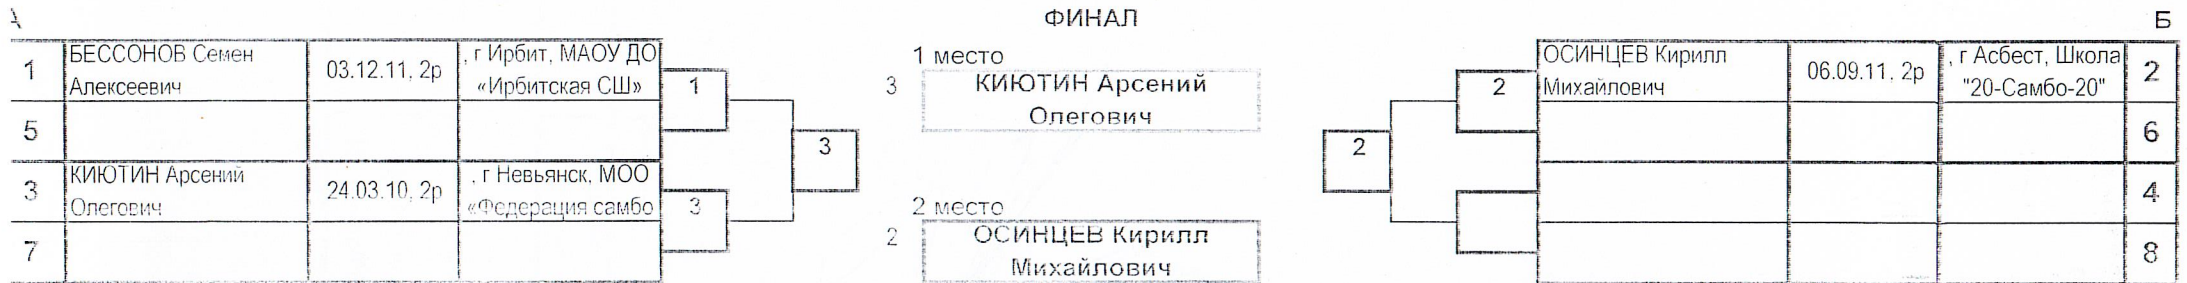 А
ФИНАЛ
Б
1
БЕССОНОВ Семен
Алексеевич
03.12.11, 2р
, г Ирбит, МАОУ ДО
«Ирбитская СШ»
1
5
3
КИЮТИН Арсений
Олегович
24.03.10, 2р
, г Невьянск, МОО
«Федерация самбо
3
7
3
1 место
3
КИЮТИН Арсений
Олегович
2 место
2
ОСИНЦЕВ Кирилл
Михайлович
2
2
ОСИНЦЕВ Кирилл
Михайлович
06.09.11, 2р
, г Асбест, Школа
"20-Самбо-20"
2
6
4
8